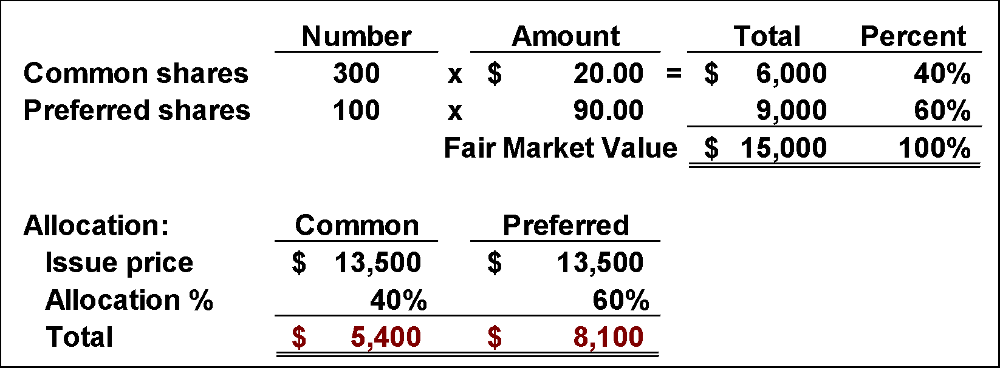 Number Amount Total Percent
Common shares 300 x $ 20.00 = $ 6,000 40%
Preferred shares 100 x 90.00 9,000 60%
Fair Market Value $ 15,000 100%
Allocation: Common Preferred
Issue price $ 13,500 $ 13,500
Allocation % 40% 60%
Total $ 5,400 $ 8,100